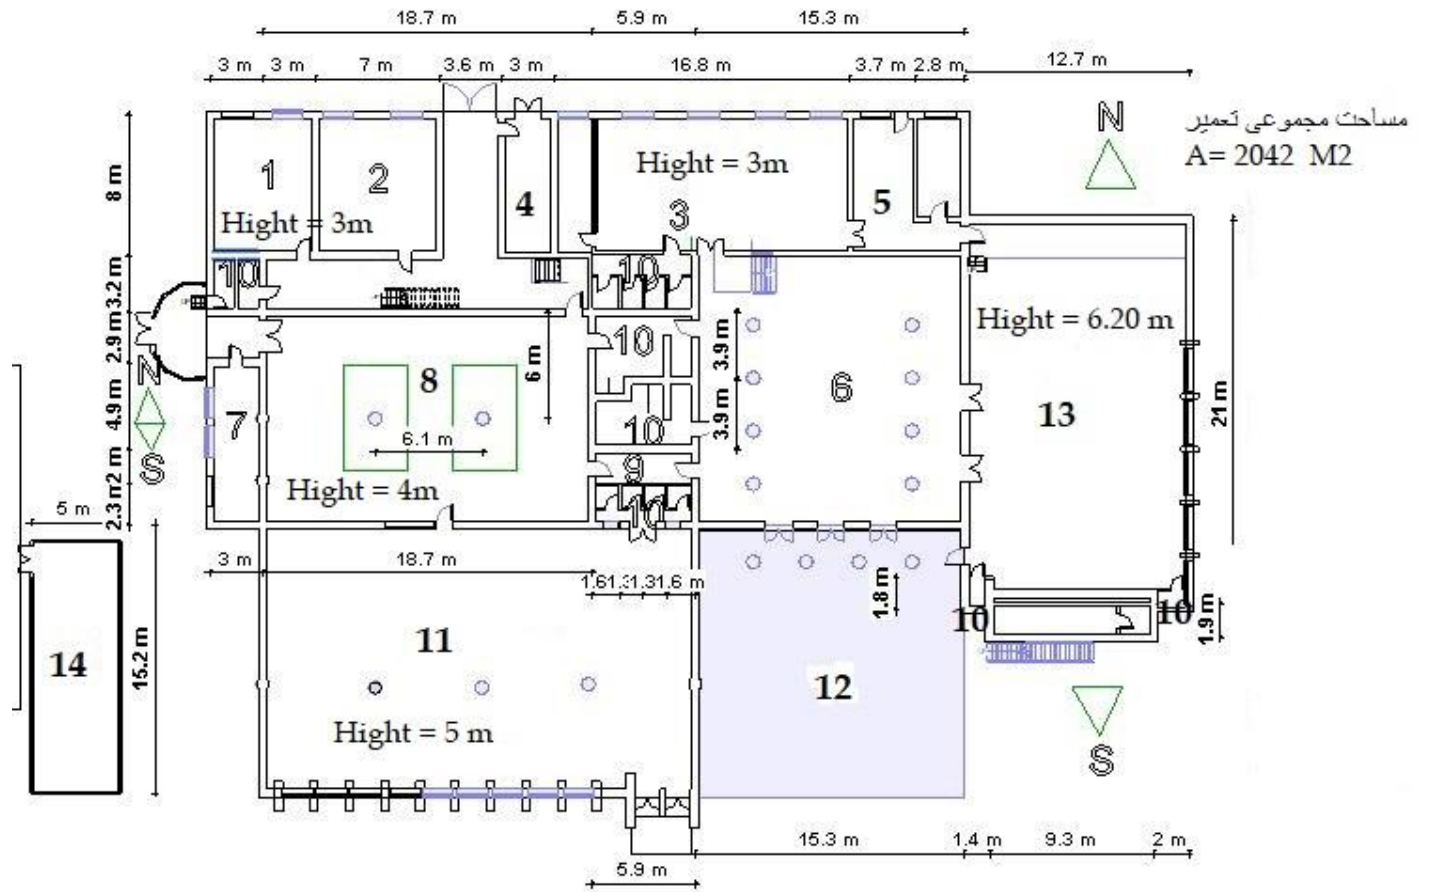 18.7 m 5.9 m 15.3 m
3 m 3 m 7 m 3.6 m 3 m 16.8 m 3.7 m 2.8 m 12.7 m
N
مساحت مجموعی تعمیر
A= 2042 M2
8 m
1
2
4
Hight = 3m
3
5
Hight = 3m
10
10
3.2 m
2.9 m
4.9 m
2 m
2.3 m
N
S
7
8
6 m
6.1 m
Hight = 4m
10
10
9
10
3.9 m
3.9 m
6
Hight = 6.20 m
13
21 m
5 m
14
15.2 m
3 m 18.7 m
1.6 1.3 1.3 1.6 m
11
Hight = 5 m
1.8 m
12
10
10
1.9 m
S
15.3 m 1.4 m 9.3 m 2 m
5.9 m